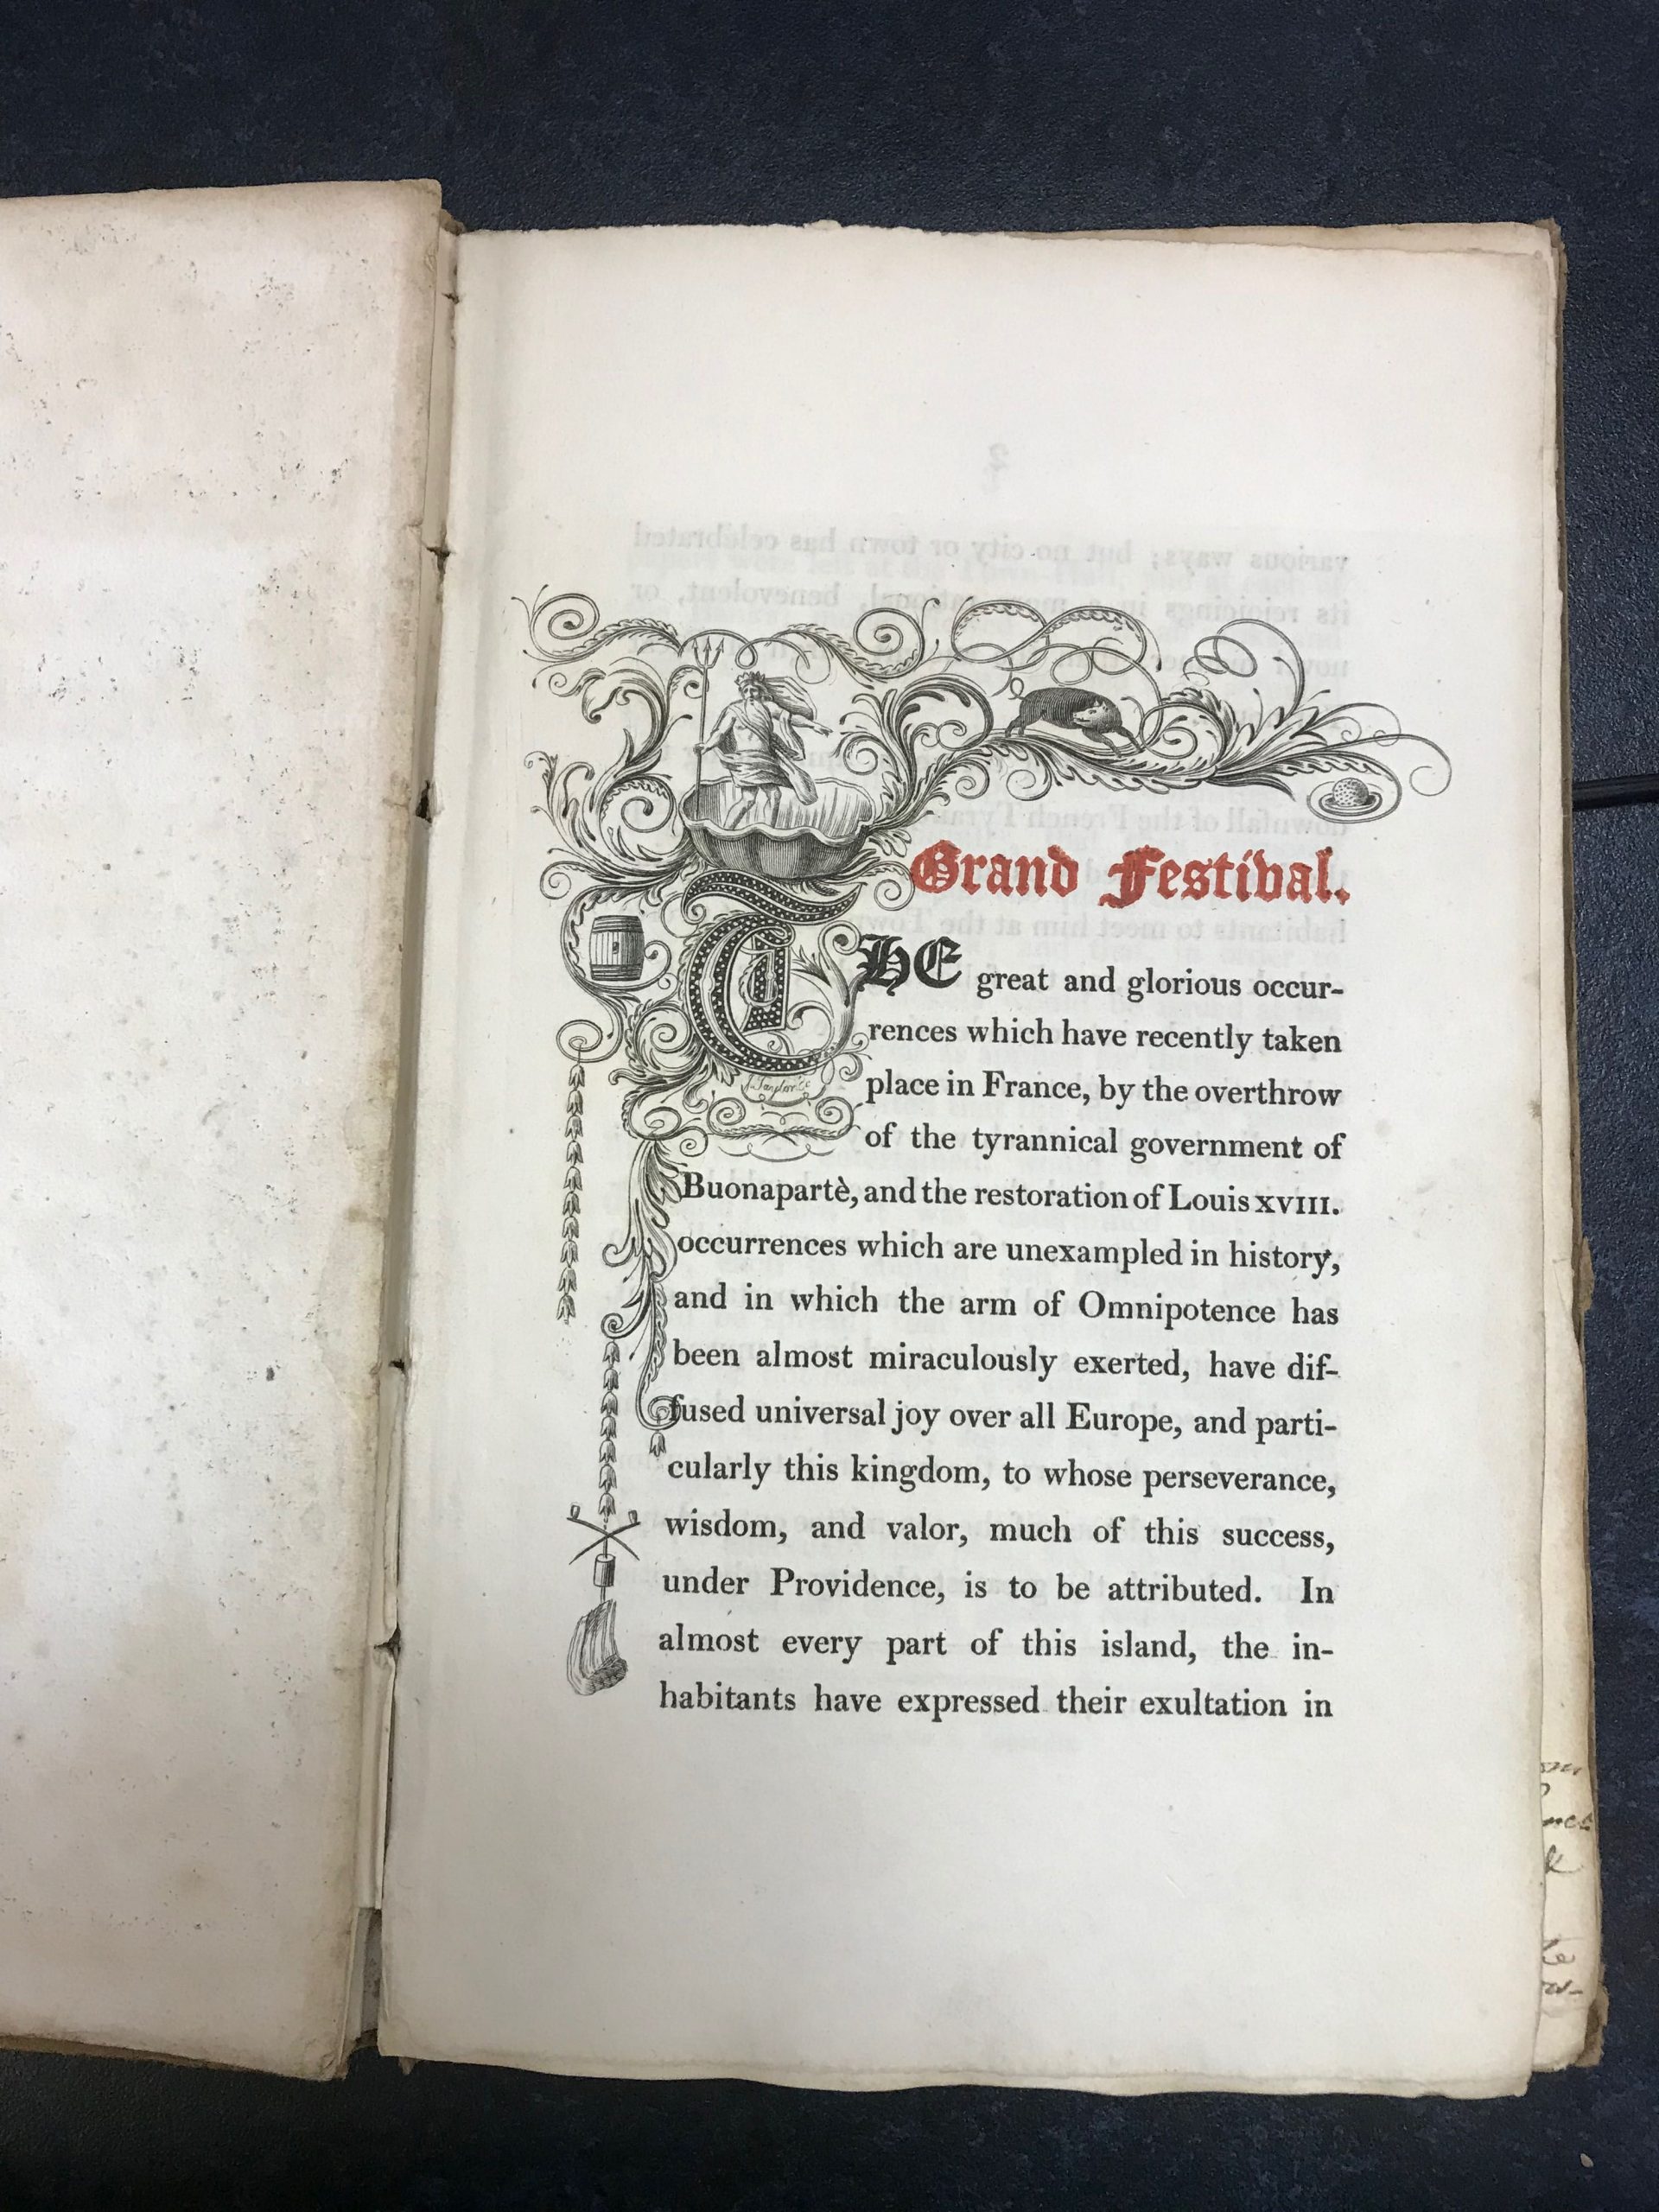 Grand Festival.
THE great and glorious occur-
rences which have recently taken
place in France, by the overthrow
of the tyrannical government of
Buonapartè, and the restoration of Louis XVIII.
occurrences which are unexampled in history,
and in which the arm of Omnipotence has
been almost miraculously exerted, have dif-
fused universal joy over all Europe, and parti-
cularly this kingdom, to whose perseverance,
wisdom, and valor, much of this success,
under Providence, is to be attributed. In
almost every part of this island, the in-
habitants have expressed their exultation in